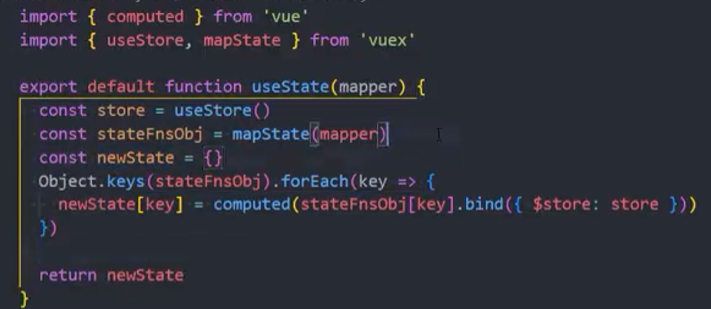 import { computed } from 'vue'
import { useStore, mapState } from 'vuex'
export default function useState(mapper) {
const store = useStore()
const stateFnsObj = mapState(mapper)
const newState = {}
Object.keys(stateFnsObj).forEach(key => {
newState[key] = computed(stateFnsObj[key].bind({ $store: store }))
})
return newState
}